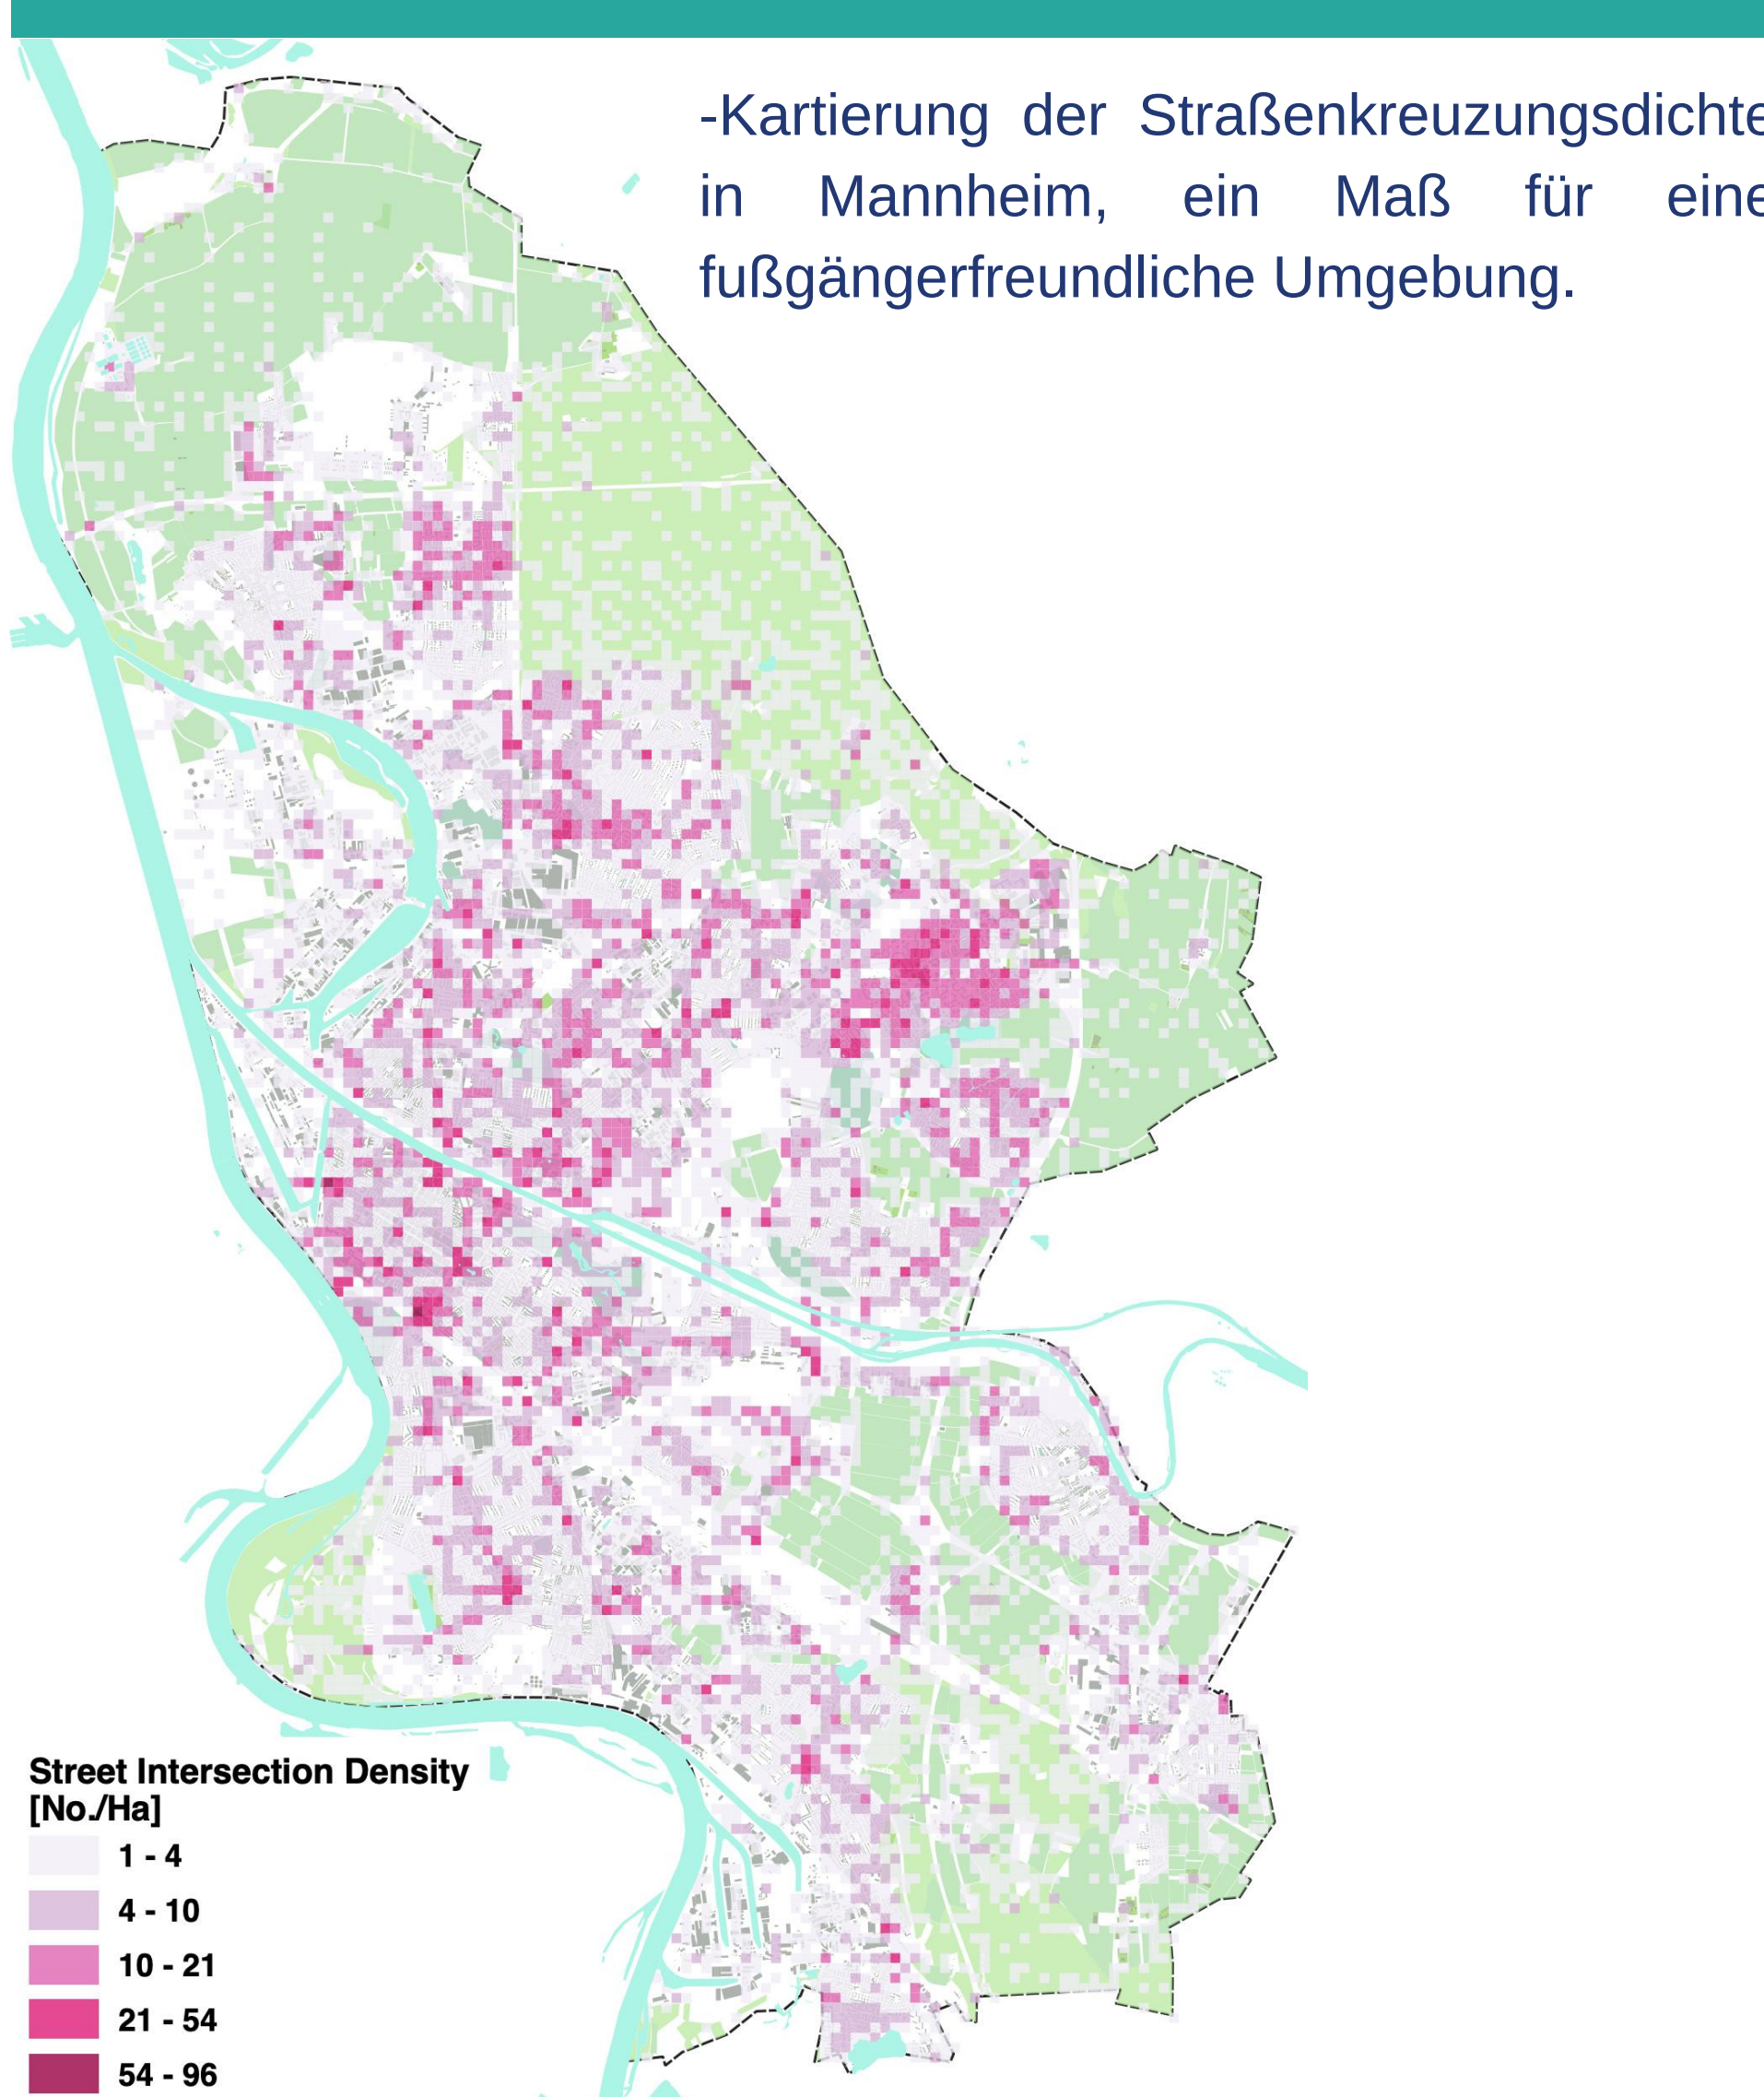 -Kartierung der Straßenkreuzungsdichte
in Mannheim, ein Maß für eine
fußgängerfreundliche Umgebung.
Street Intersection Density
[No./Ha]
1 - 4
4 - 10
10 - 21
21 - 54
54 - 96